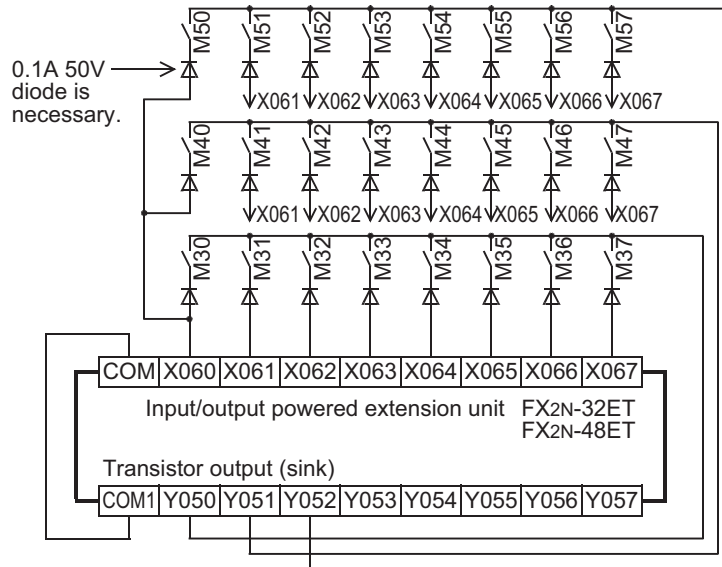 M50 M51 M52 M53 M54 M55 M56 M57
0.1A 50V
diode is
necessary.
X061 X062 X063 X064 X065 X066 X067
M40 M41 M42 M43 M44 M45 M46 M47
X061 X062 X063 X064 X065 X066 X067
M30 M31 M32 M33 M34 M35 M36 M37
COM X060 X061 X062 X063 X064 X065 X066 X067
Input/output powered extension unit FX2N-32ET
FX2N-48ET
Transistor output (sink)
COM1 Y050 Y051 Y052 Y053 Y054 Y055 Y056 Y057